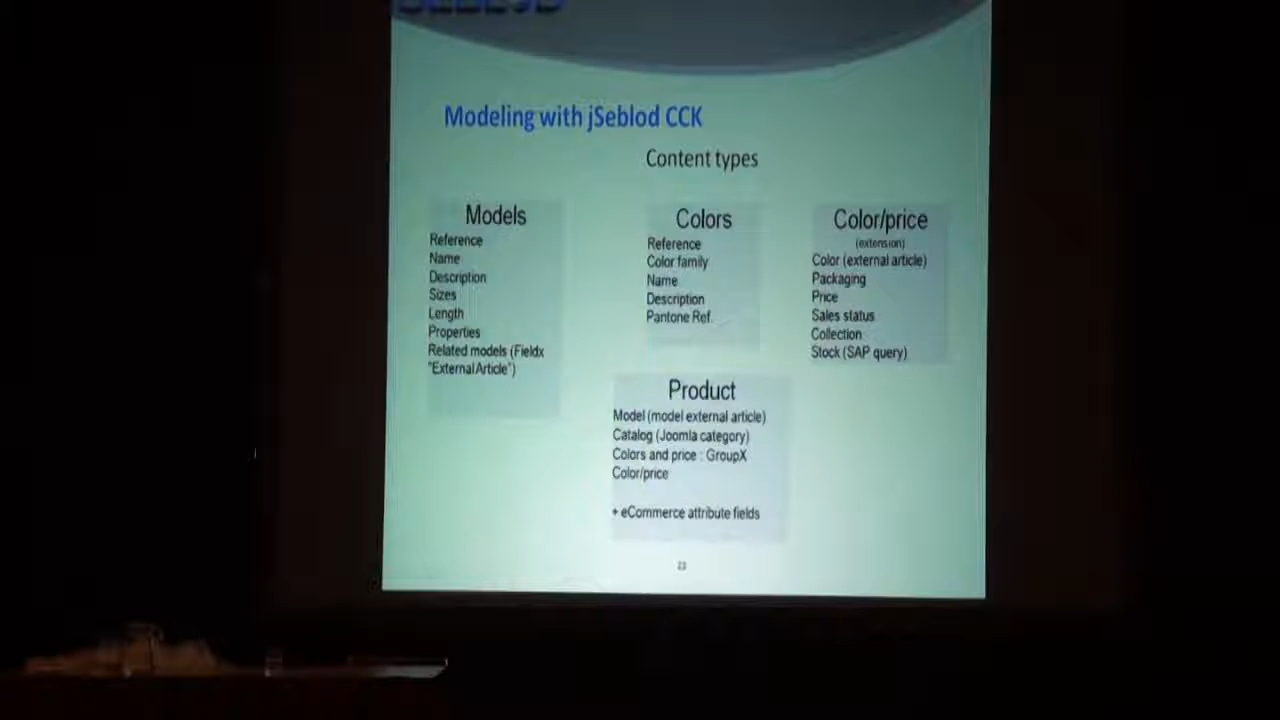 Modeling with jSeblod CCK
Content types
Models
Reference
Name
Description
Sizes
Length
Properties
Related models (Fieldx
"External Article")
Colors
Reference
Color family
Name
Description
Pantone Ref.
Color/price
(extension)
Color (external article)
Packaging
Price
Sales status
Collection
Stock (SAP query)
Product
Model (model external article)
Catalog (Joomla category)
Colors and price : GroupX
Color/price
+ eCommerce attribute fields
23